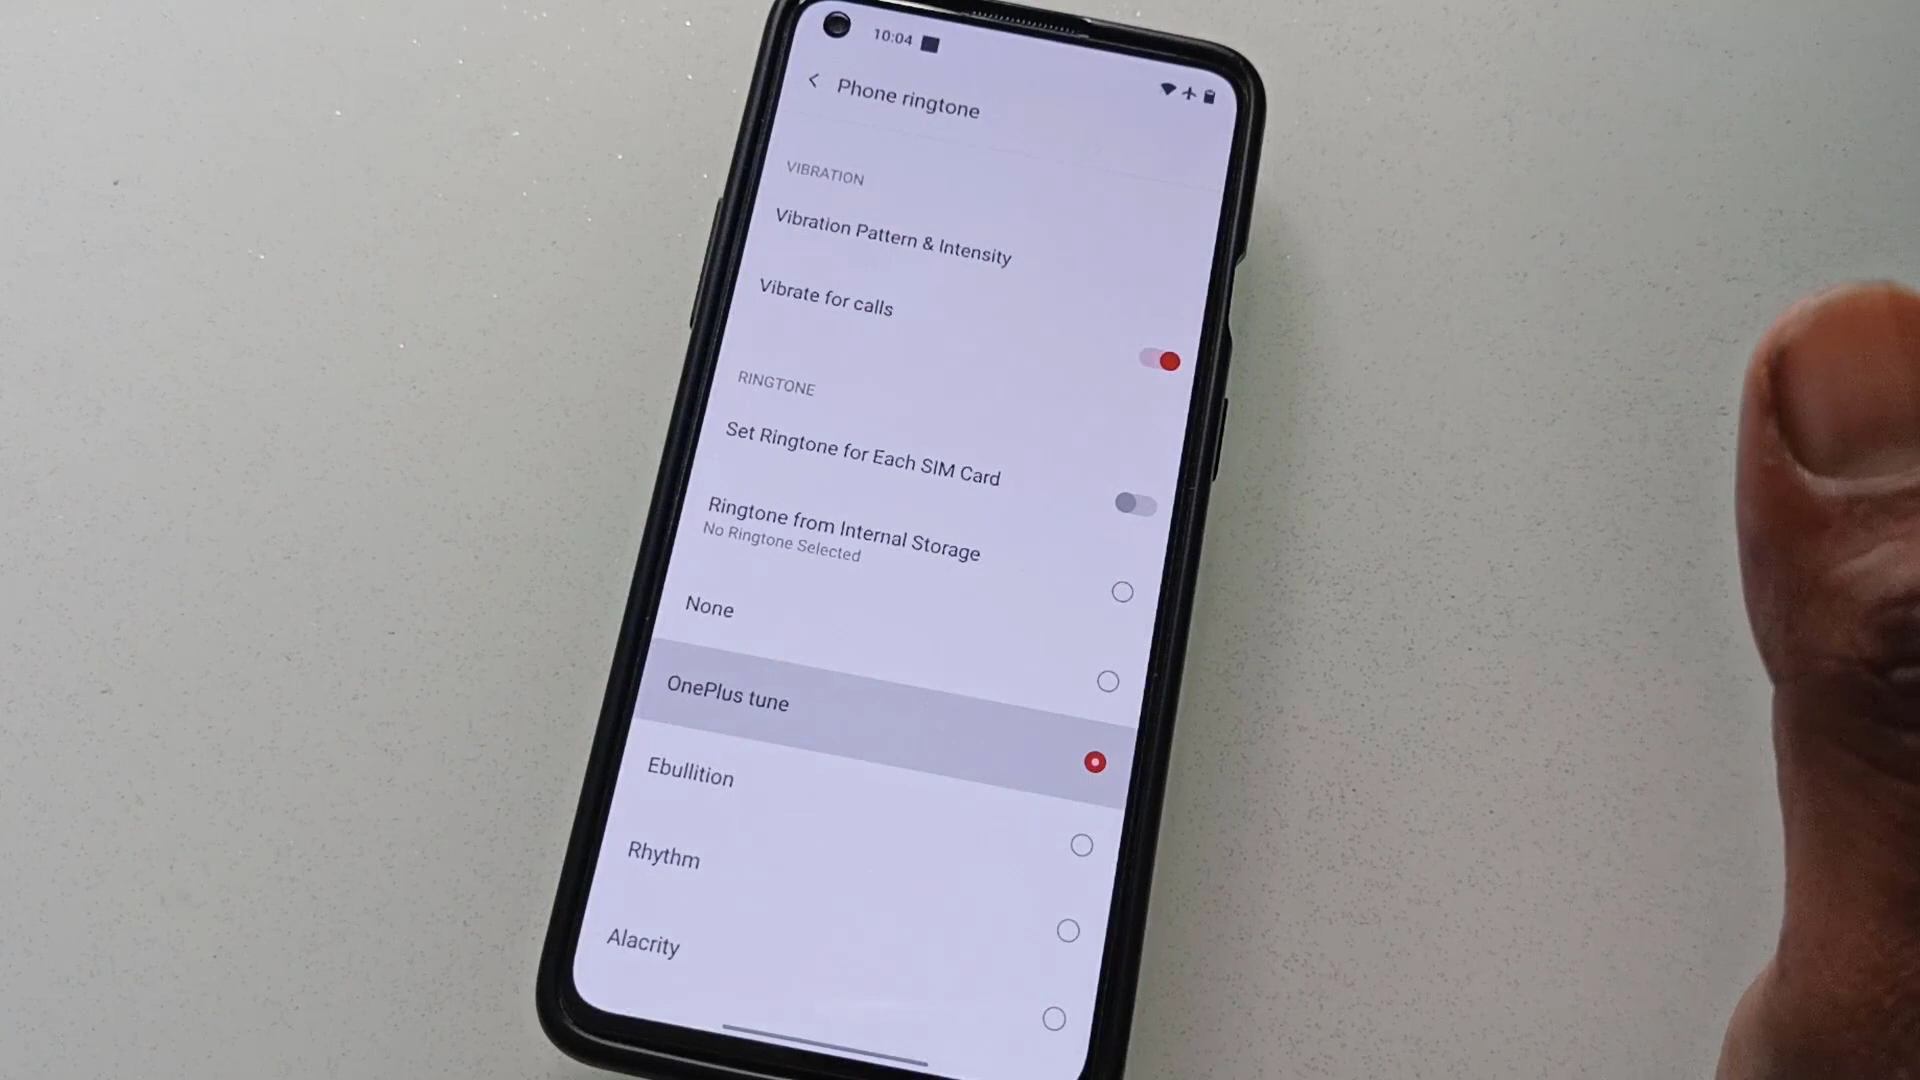 10:04
Phone ringtone
VIBRATION
Vibration Pattern & Intensity
Vibrate for calls
RINGTONE
Set Ringtone for Each SIM Card
Ringtone from Internal Storage
No Ringtone Selected
None
OnePlus tune
Ebullition
Rhythm
Alacrity